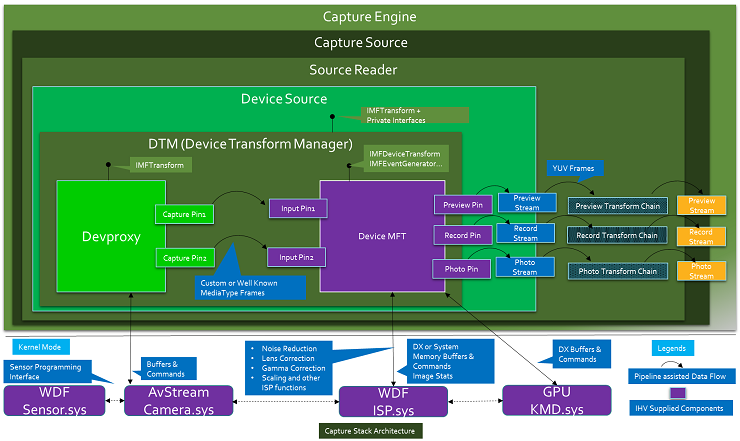 Capture Engine
Capture Source
Source Reader
Device Source
IMFTransform +
Private Interfaces
DTM (Device Transform Manager)
IMFTransform
IMFDeviceTransform
IMFEventGenerator...
YUV Frames
Devproxy
Capture Pin1
Input Pin1
Device MFT
Preview Pin
Preview
Stream
Preview Transform Chain
Preview
Stream
Record Pin
Record
Stream
Record Transform Chain
Record
Stream
Capture Pin2
Input Pin2
Photo Pin
Photo
Stream
Photo Transform Chain
Photo
Stream
Custom or Well Known
MediaType Frames
Kernel Mode
Sensor Programming
Interface
Buffers &
Commands
• Noise Reduction
• Lens Correction
• Gamma Correction
• Scaling and other
ISP functions
DX or System
Memory Buffers &
Commands
Image Stats
DX Buffers &
Commands
Legends
Pipeline assisted Data Flow
IHV Supplied Components
WDF
Sensor.sys
AvStream
Camera.sys
WDF
ISP.sys
GPU
KMD.sys
Capture Stack Architecture